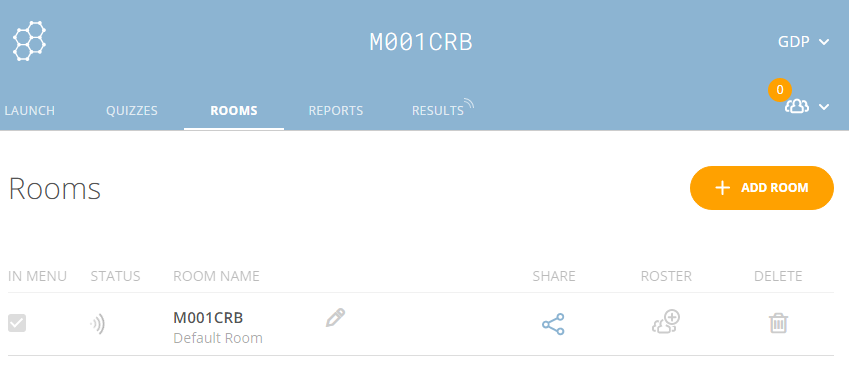 M001CRB
GDP
0
LAUNCH QUIZZES ROOMS REPORTS RESULTS
Rooms
ADD ROOM
IN MENU STATUS ROOM NAME SHARE ROSTER DELETE
M001CRB
Default Room